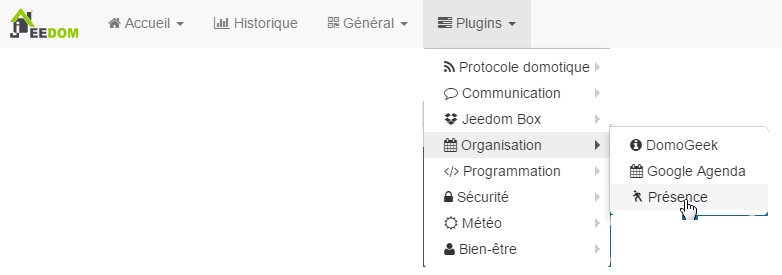 JEEDOM
Accueil Historique Général Plugins
Protocole domotique
Communication
Jeedom Box
Organisation
Programmation
Sécurité
Météo
Bien-être
DomoGeek
Google Agenda
Présence